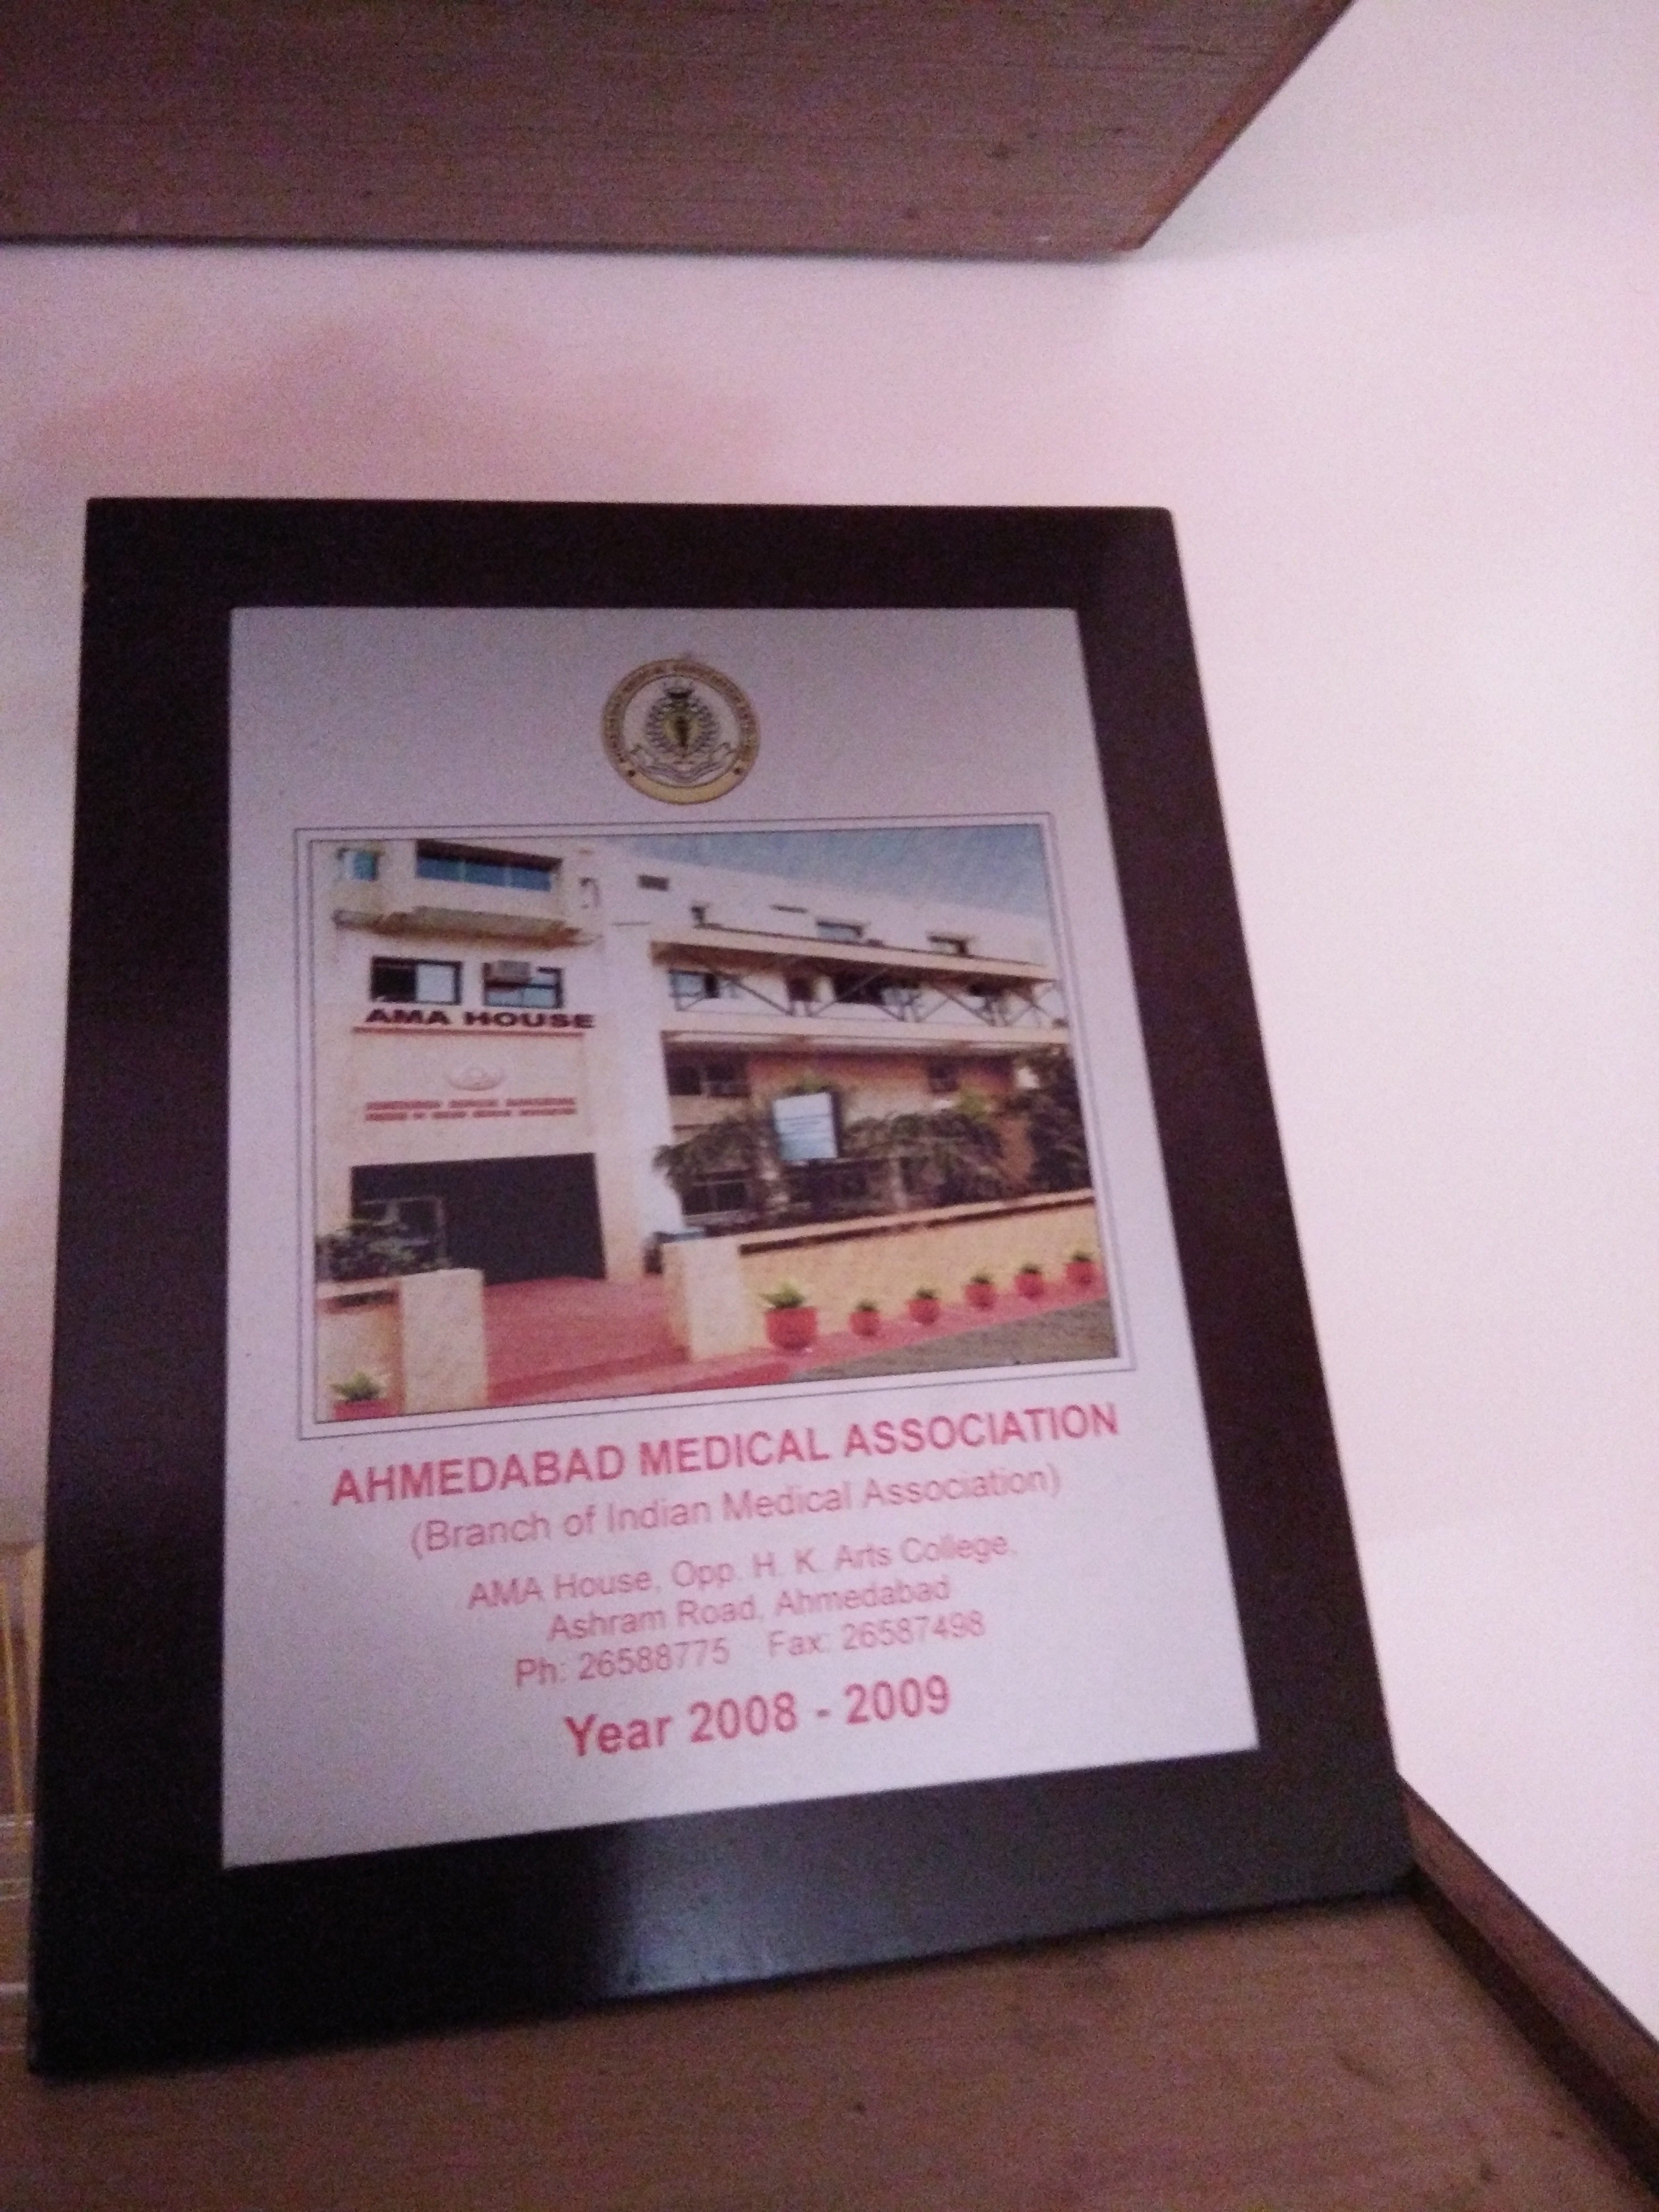 AMA HOUSE
AHMEDABAD MEDICAL ASSOCIATION
(Branch of Indian Medical Association)
AMA House, Opp. H. K. Arts College,
Ashram Road, Ahmedabad
Ph: 26588775 Fax: 26587498
Year 2008 - 2009